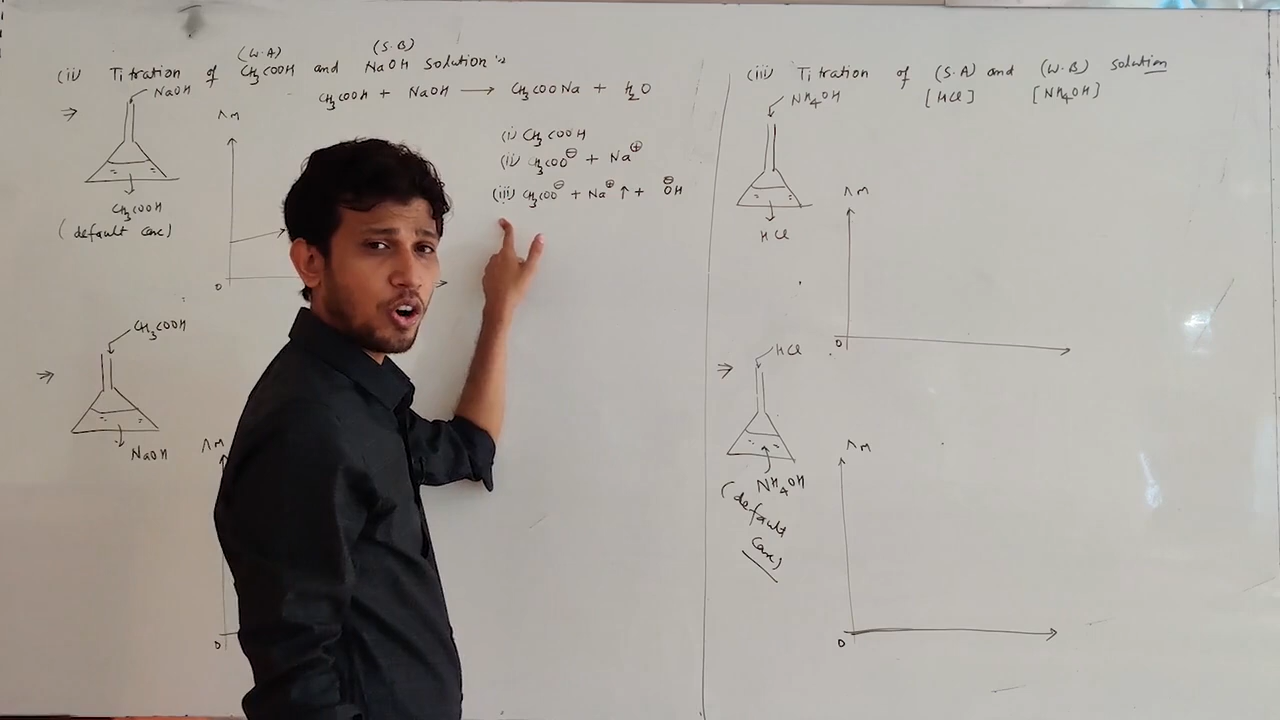 (W.A) (S.B)
(ii) Titration of CH₃COOH and NaOH Solution :-
CH₃COOH + NaOH ⟶ CH₃COONa + H₂O
⇒ NaOH
CH₃COOH
(default case)
Λm
0
(i) CH₃COOH
(ii) CH₃COO⊖ + Na⊕
(iii) CH₃COO⊖ + Na⊕ ↑ + ⊖OH
⇒ CH₃COOH
NaOH
Λm
0
(iii) Titration of (S.A) and (W.B) solution
[HCl] [NH₄OH]
NH₄OH
HCl
Λm
0
⇒ HCl
NH₄OH
(default
case)
Λm
0